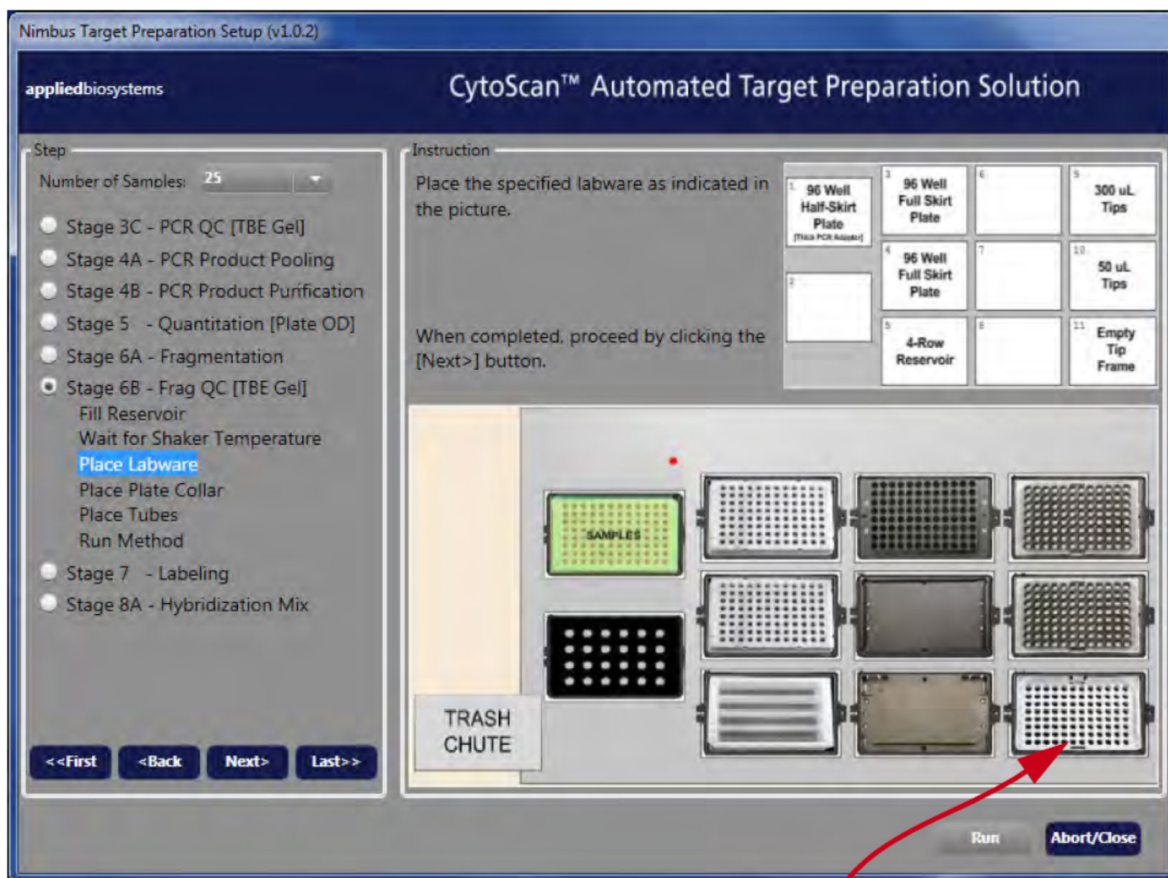 Nimbus Target Preparation Setup (v1.0.2)
appliedbiosystems
CytoScan™ Automated Target Preparation Solution
Step
Number of Samples: 25
Stage 3C - PCR QC [TBE Gel]
Stage 4A - PCR Product Pooling
Stage 4B - PCR Product Purification
Stage 5 - Quantitation [Plate OD]
Stage 6A - Fragmentation
Stage 6B - Frag QC [TBE Gel]
Fill Reservoir
Wait for Shaker Temperature
Place Labware
Place Plate Collar
Place Tubes
Run Method
Stage 7 - Labeling
Stage 8A - Hybridization Mix
<<First
<Back
Next>
Last>>
Instruction
Place the specified labware as indicated in
the picture.
When completed, proceed by clicking the
[Next>] button.
1
96 Well
Half-Skirt
Plate
[Thick PCR Adapter]
2
3
96 Well
Full Skirt
Plate
4
96 Well
Full Skirt
Plate
5
4-Row
Reservoir
6
7
8
300 uL
Tips
10
50 uL
Tips
11
Empty
Tip
Frame
SAMPLES
TRASH
CHUTE
Run
Abort/Close